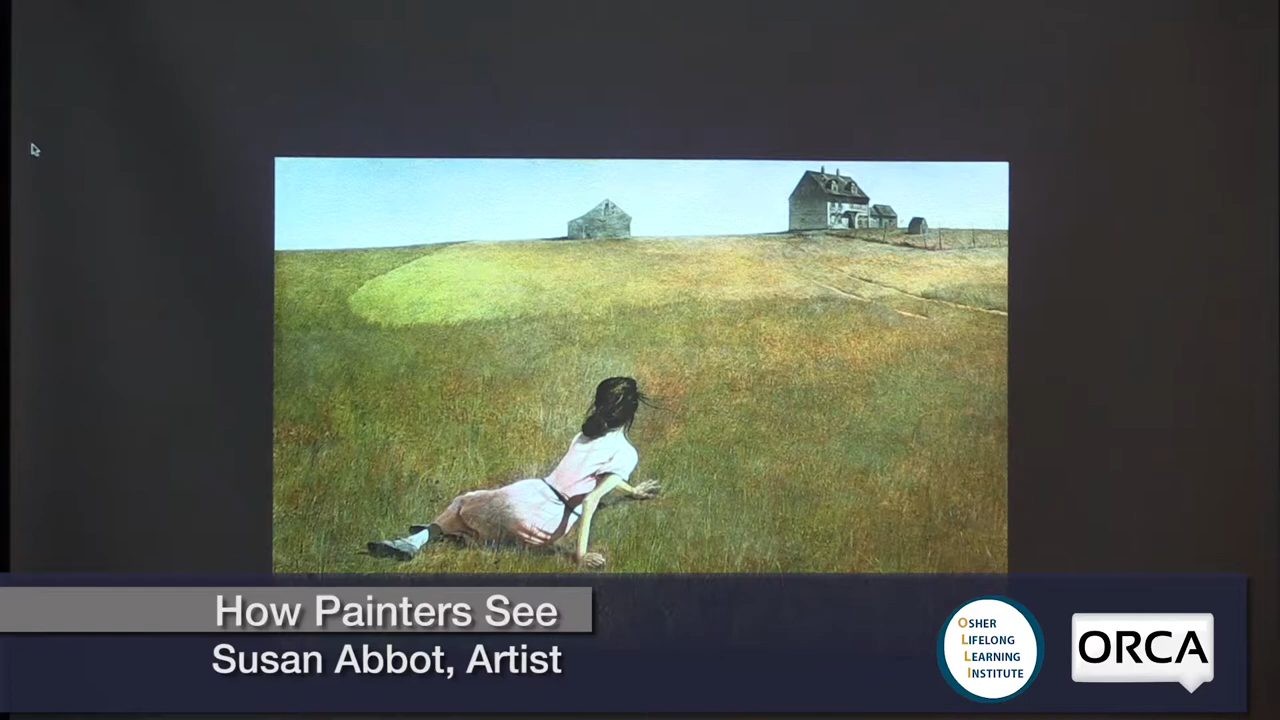 How Painters See
Susan Abbot, Artist
OSHER
LIFELONG
LEARNING
INSTITUTE
ORCA